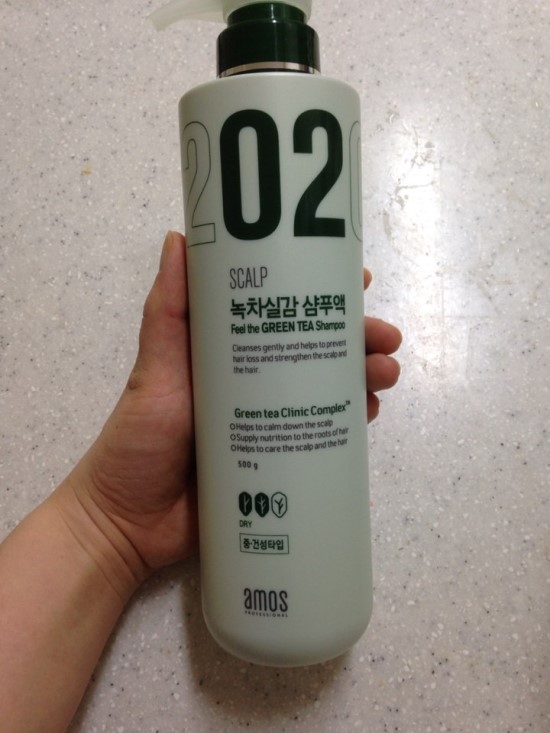 2020
SCALP
녹차실감 샴푸액
Feel the GREEN TEA Shampoo
Cleanses gently and helps to prevent
hair loss and strengthen the scalp and
the hair.
Green tea Clinic Complex™
Helps to calm down the scalp
Supply nutrition to the roots of hair
Helps to care the scalp and the hair
500 g
DRY
중·건성타입
amos
PROFESSIONAL